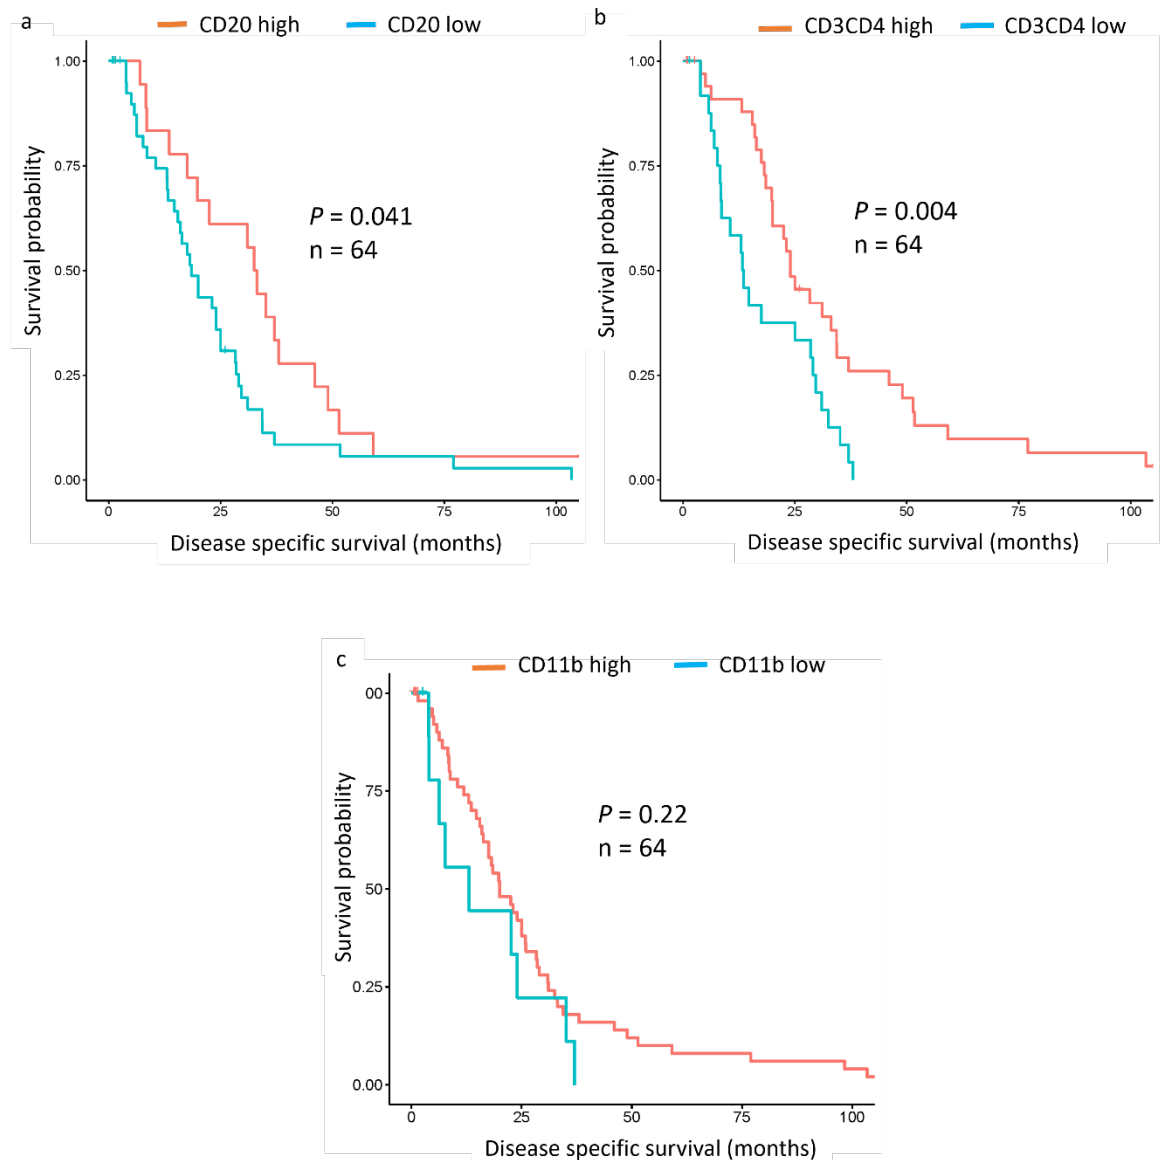 a
CD20 high CD20 low
1.00
0.75
0.50
0.25
0.00
Survival probability
P = 0.041
n = 64
0 25 50 75 100
Disease specific survival (months)
b
CD3CD4 high CD3CD4 low
1.00
0.75
0.50
0.25
0.00
Survival probability
P = 0.004
n = 64
0 25 50 75 100
Disease specific survival (months)
c
CD11b high CD11b low
00
75
50
0.25
0.00
Survival probability
P = 0.22
n = 64
0 25 50 75 100
Disease specific survival (months)